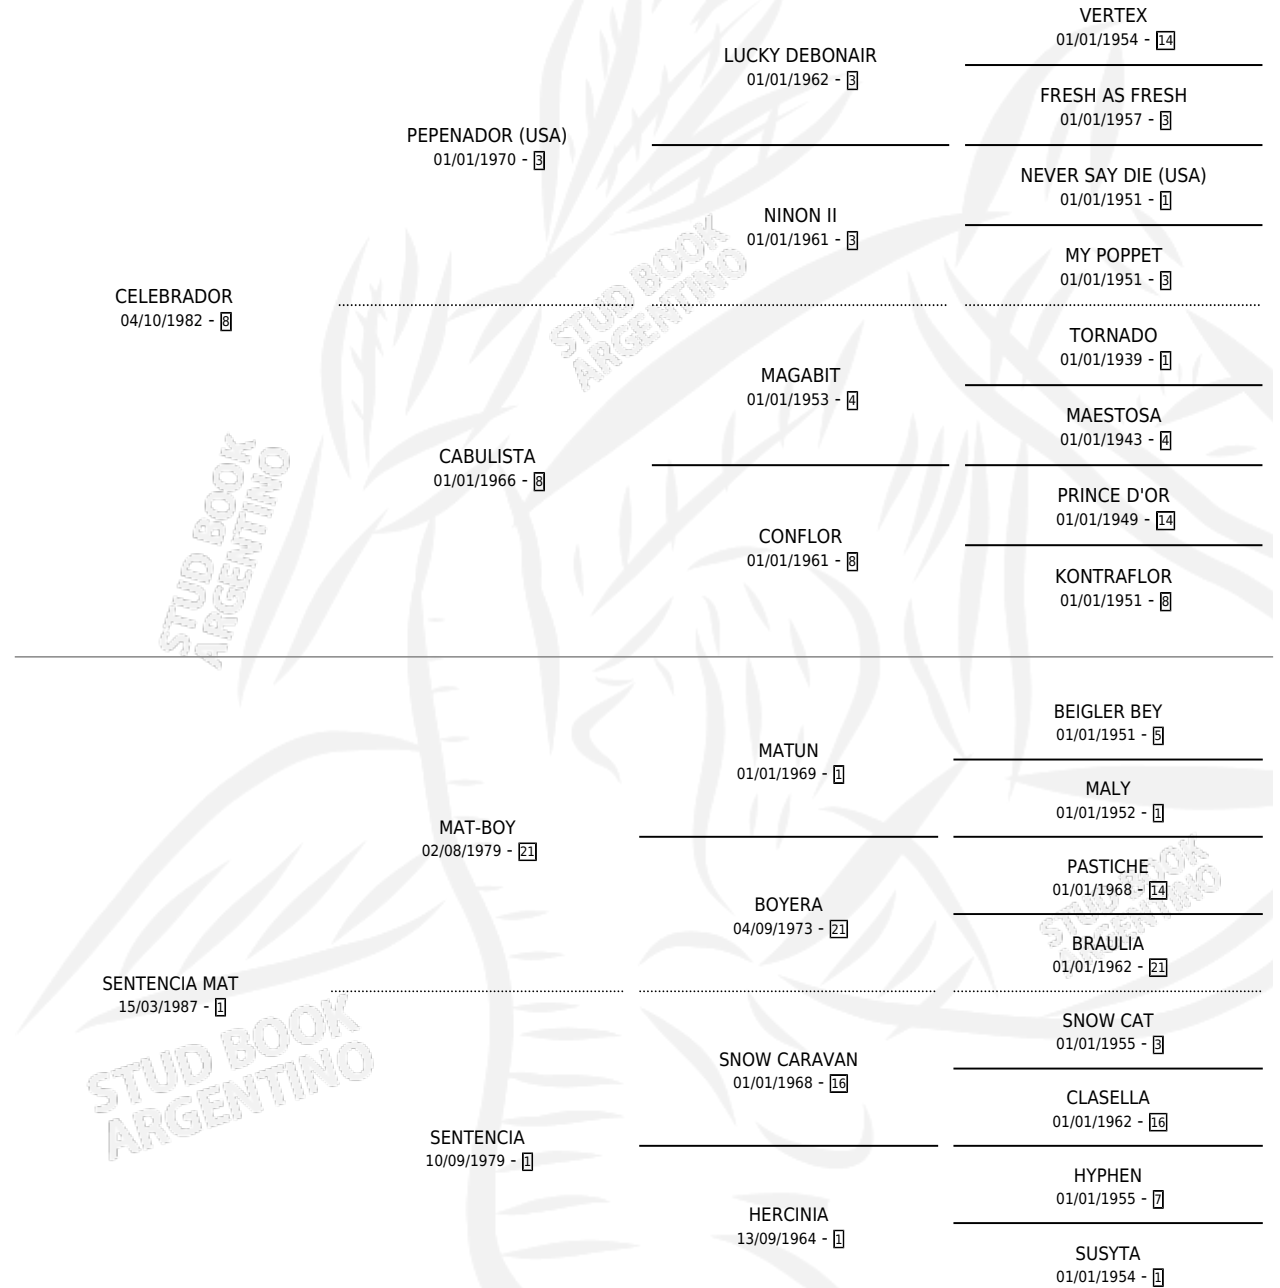 VERTEX
01/01/1954 - 14
LUCKY DEBONAIR
01/01/1962 - 3
FRESH AS FRESH
01/01/1957 - 3
PEPENADOR (USA)
01/01/1970 - 3
NEVER SAY DIE (USA)
01/01/1951 - 1
NINON II
01/01/1961 - 3
MY POPPET
01/01/1951 - 3
CELEBRADOR
04/10/1982 - 8
TORNADO
01/01/1939 - 1
MAGABIT
01/01/1953 - 4
MAESTOSA
01/01/1943 - 4
CABULISTA
01/01/1966 - 8
PRINCE D'OR
01/01/1949 - 14
CONFLOR
01/01/1961 - 8
KONTRAFLOR
01/01/1951 - 8
BEIGLER BEY
01/01/1951 - 5
MATUN
01/01/1969 - 1
MALY
01/01/1952 - 1
MAT-BOY
02/08/1979 - 21
PASTICHE
01/01/1968 - 14
BOYERA
04/09/1973 - 21
BRAULIA
01/01/1962 - 21
SENTENCIA MAT
15/03/1987 - 1
SNOW CAT
01/01/1955 - 3
SNOW CARAVAN
01/01/1968 - 16
CLASELLA
01/01/1962 - 16
SENTENCIA
10/09/1979 - 1
HYPHEN
01/01/1955 - 7
HERCINIA
13/09/1964 - 1
SUSYTA
01/01/1954 - 1
STUD BOOK
ARGENTINO
STUD BOOK
ARGENTINO
STUD BOOK
ARGENTINO
STUD BOOK
ARGENTINO